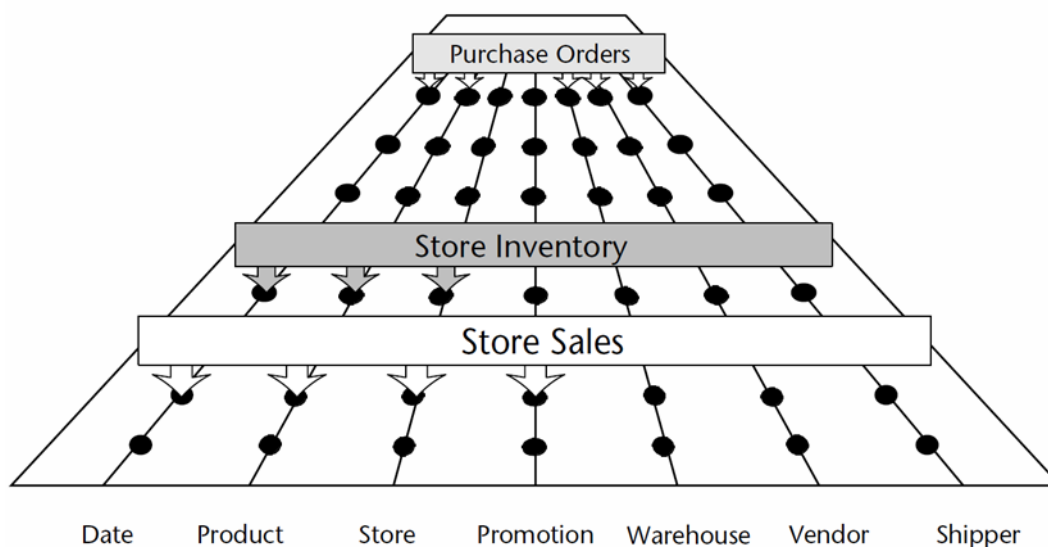 Purchase Orders
Store Inventory
Store Sales
Date Product Store Promotion Warehouse Vendor Shipper